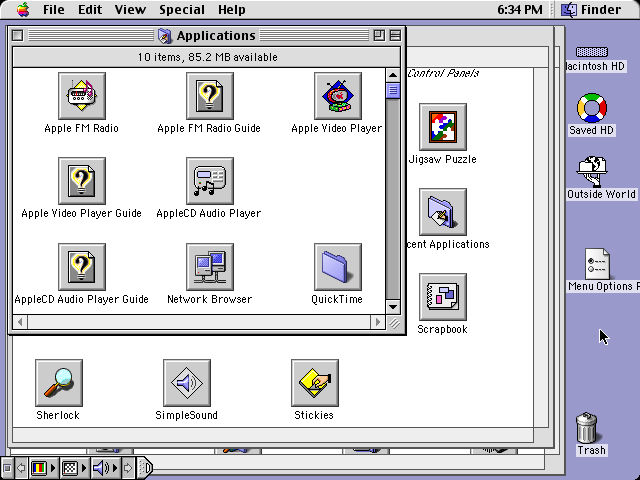 File Edit View Special Help 6:34 PM Finder
Applications
10 items, 85.2 MB available
Apple FM Radio
Apple FM Radio Guide
Apple Video Player
Apple Video Player Guide
AppleCD Audio Player
AppleCD Audio Player Guide
Network Browser
QuickTime
Control Panels
Jigsaw Puzzle
cent Applications
Scrapbook
Sherlock
SimpleSound
Stickies
lacintosh HD
Saved HD
Outside World
Menu Options F
Trash